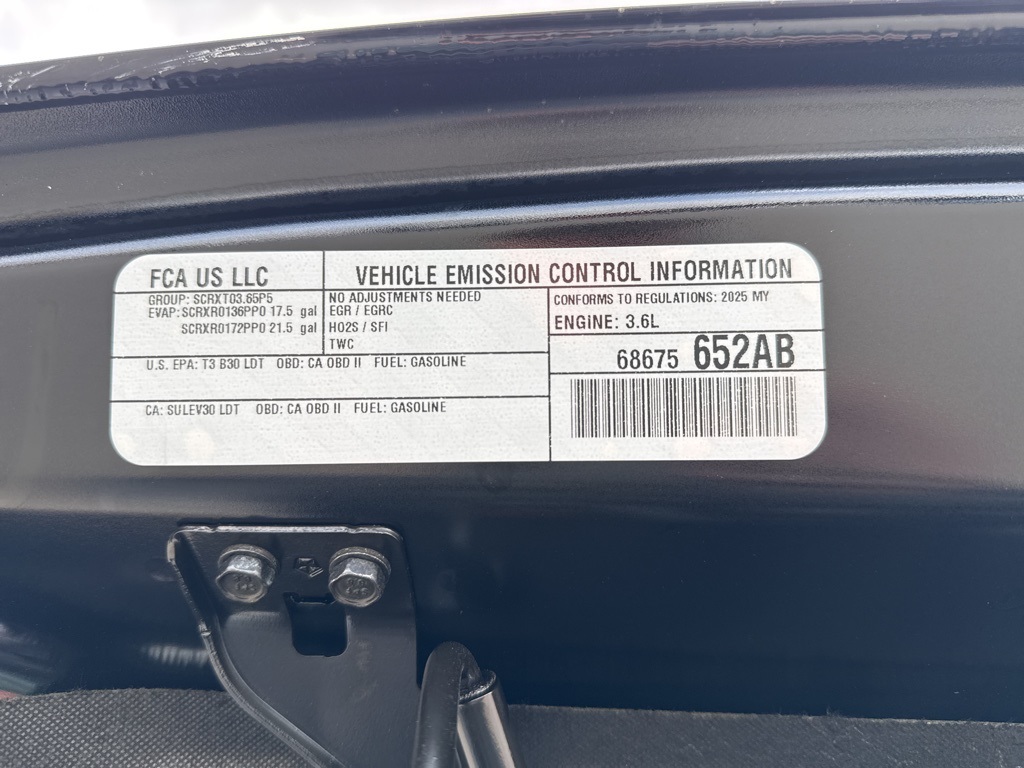 FCA US LLC
VEHICLE EMISSION CONTROL INFORMATION
GROUP: SCRXT03.65P5
EVAP: SCRXR0136PP0 17.5 gal
SCRXR0172PP0 21.5 gal
NO ADJUSTMENTS NEEDED
EGR / EGRC
HO2S / SFI
TWC
CONFORMS TO REGULATIONS: 2025 MY
ENGINE: 3.6L
68675 652AB
U.S. EPA: T3 B30 LDT OBD: CA OBD II FUEL: GASOLINE
CA: SULEV30 LDT OBD: CA OBD II FUEL: GASOLINE